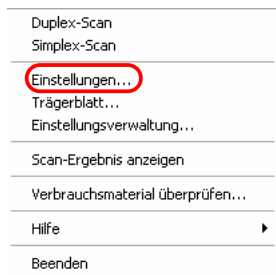 Duplex-Scan
Simplex-Scan
Einstellungen...
Trägerblatt...
Einstellungsverwaltung...
Scan-Ergebnis anzeigen
Verbrauchsmaterial überprüfen...
Hilfe
Beenden